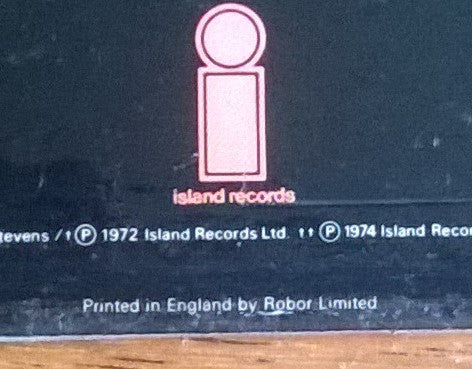 island records
tevens /† ℗ 1972 Island Records Ltd. †† ℗ 1974 Island Recor
Printed in England by Robor Limited